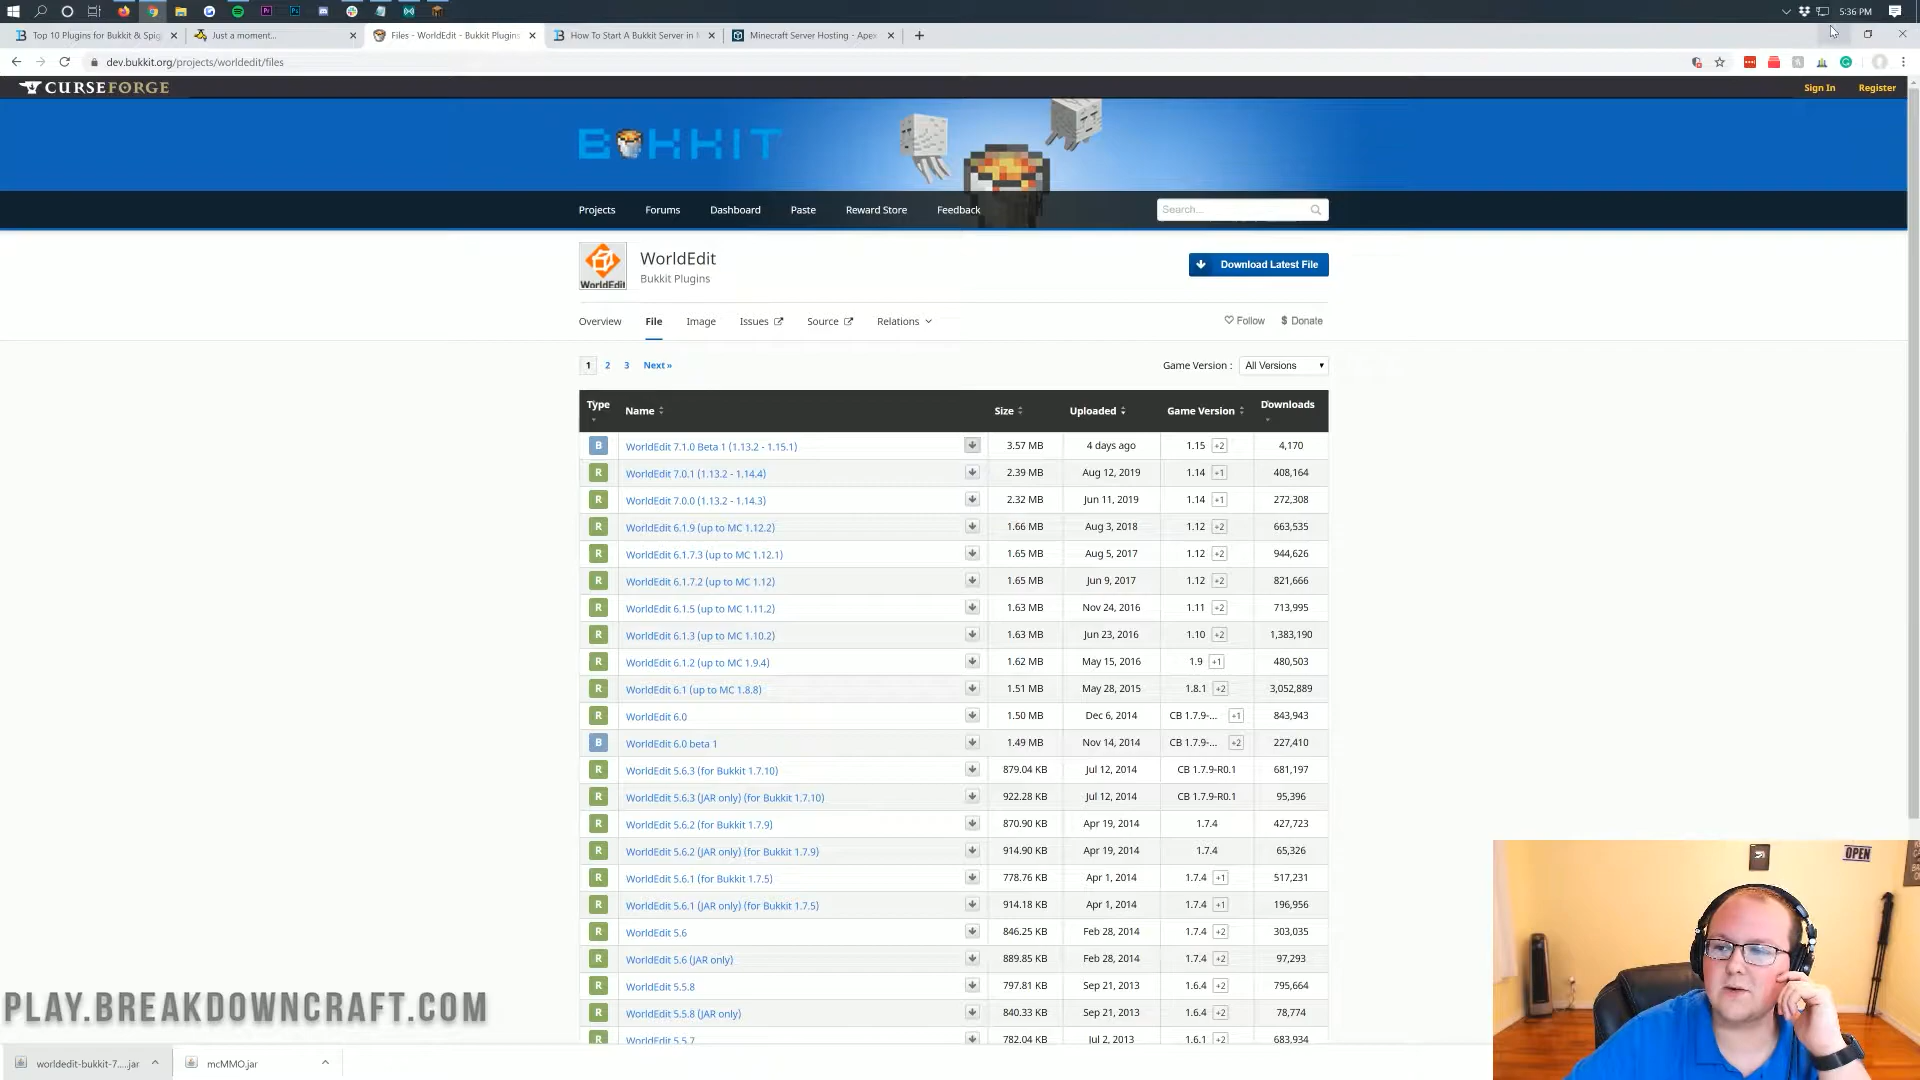 5:36 PM
Top 10 Plugins for Bukkit & Spig
Just a moment...
Files - WorldEdit - Bukkit Plugins
How To Start A Bukkit Server in M
Minecraft Server Hosting - Apex
dev.bukkit.org/projects/worldedit/files
CURSEFORGE
Sign In
Register
BUKKIT
Projects
Forums
Dashboard
Paste
Reward Store
Feedback
Search...
WorldEdit
WorldEdit
Bukkit Plugins
Download Latest File
Overview
File
Image
Issues
Source
Relations
Follow
$ Donate
1 2 3 Next »
Game Version : All Versions
Type Name Size Uploaded Game Version Downloads
B WorldEdit 7.1.0 Beta 1 (1.13.2 - 1.15.1) 3.57 MB 4 days ago 1.15 +2 4,170
R WorldEdit 7.0.1 (1.13.2 - 1.14.4) 2.39 MB Aug 12, 2019 1.14 +1 408,164
R WorldEdit 7.0.0 (1.13.2 - 1.14.3) 2.32 MB Jun 11, 2019 1.14 +1 272,308
R WorldEdit 6.1.9 (up to MC 1.12.2) 1.66 MB Aug 3, 2018 1.12 +2 663,535
R WorldEdit 6.1.7.3 (up to MC 1.12.1) 1.65 MB Aug 5, 2017 1.12 +2 944,626
R WorldEdit 6.1.7.2 (up to MC 1.12) 1.65 MB Jun 9, 2017 1.12 +2 821,666
R WorldEdit 6.1.5 (up to MC 1.11.2) 1.63 MB Nov 24, 2016 1.11 +2 713,995
R WorldEdit 6.1.3 (up to MC 1.10.2) 1.63 MB Jun 23, 2016 1.10 +2 1,383,190
R WorldEdit 6.1.2 (up to MC 1.9.4) 1.62 MB May 15, 2016 1.9 +1 480,503
R WorldEdit 6.1 (up to MC 1.8.8) 1.51 MB May 28, 2015 1.8.1 +2 3,052,889
R WorldEdit 6.0 1.50 MB Dec 6, 2014 CB 1.7.9-... +1 843,943
B WorldEdit 6.0 beta 1 1.49 MB Nov 14, 2014 CB 1.7.9-... +2 227,410
R WorldEdit 5.6.3 (for Bukkit 1.7.10) 879.04 KB Jul 12, 2014 CB 1.7.9-R0.1 681,197
R WorldEdit 5.6.3 (JAR only) (for Bukkit 1.7.10) 922.28 KB Jul 12, 2014 CB 1.7.9-R0.1 95,396
R WorldEdit 5.6.2 (for Bukkit 1.7.9) 870.90 KB Apr 19, 2014 1.7.4 427,723
R WorldEdit 5.6.2 (JAR only) (for Bukkit 1.7.9) 914.90 KB Apr 19, 2014 1.7.4 65,326
R WorldEdit 5.6.1 (for Bukkit 1.7.5) 778.76 KB Apr 1, 2014 1.7.4 +1 517,231
R WorldEdit 5.6.1 (JAR only) (for Bukkit 1.7.5) 914.18 KB Apr 1, 2014 1.7.4 +1 196,956
R WorldEdit 5.6 846.25 KB Feb 28, 2014 1.7.4 +2 303,035
R WorldEdit 5.6 (JAR only) 889.85 KB Feb 28, 2014 1.7.4 +2 97,293
R WorldEdit 5.5.8 797.81 KB Sep 21, 2013 1.6.4 +2 795,664
R WorldEdit 5.5.8 (JAR only) 840.33 KB Sep 21, 2013 1.6.4 +2 78,774
R WorldEdit 5.5.7 782.04 KB Jul 2, 2013 1.6.1 +2 683,934
OPEN
PLAY.BREAKDOWNCRAFT.COM
worldedit-bukkit-7....jar
mcMMO.jar